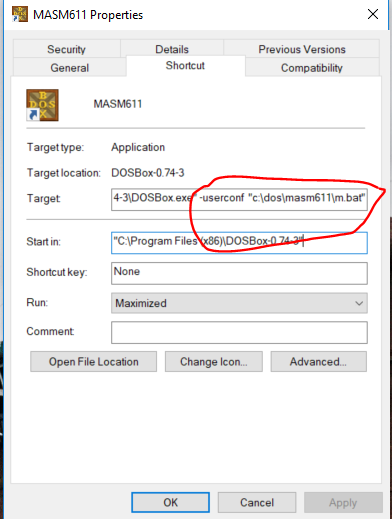 MASM611 Properties
Security
Details
Previous Versions
General
Shortcut
Compatibility
MASM611
Target type:
Application
Target location:
DOSBox-0.74-3
Target:
4-3\DOSBox.exe" -userconf "c:\dos\masm611\m.bat"
Start in:
"C:\Program Files (x86)\DOSBox-0.74-3"
Shortcut key:
None
Run:
Maximized
Comment:
Open File Location
Change Icon...
Advanced...
OK
Cancel
Apply